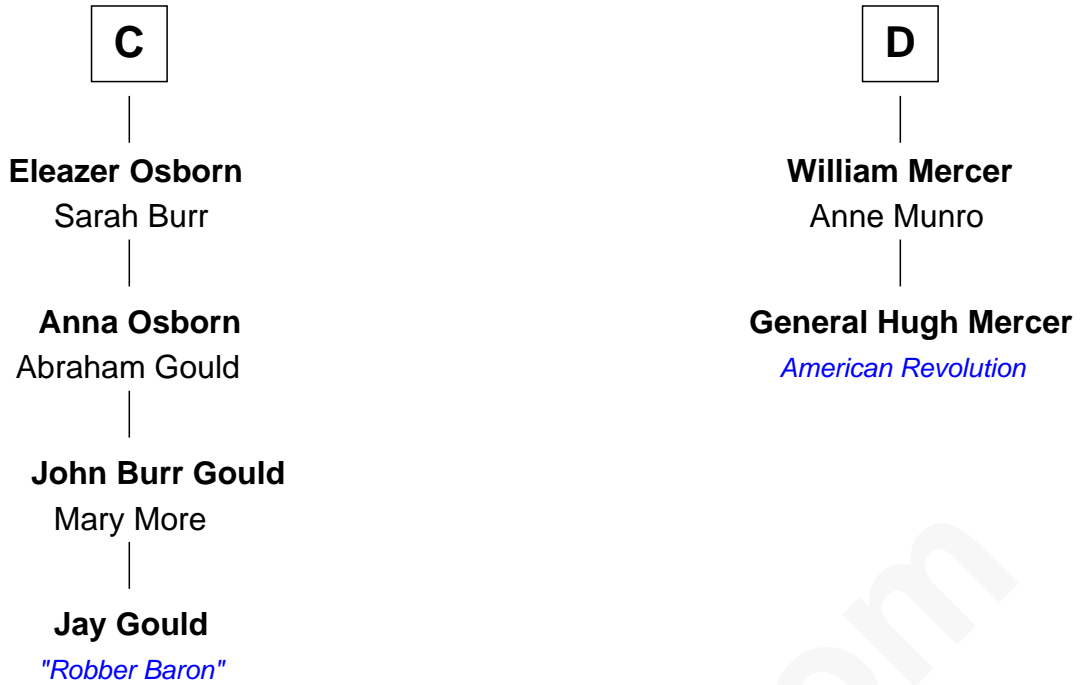 C
Eleazer Osborn
Sarah Burr
Anna Osborn
Abraham Gould
John Burr Gould
Mary More
Jay Gould
"Robber Baron"
D
William Mercer
Anne Munro
General Hugh Mercer
American Revolution
om